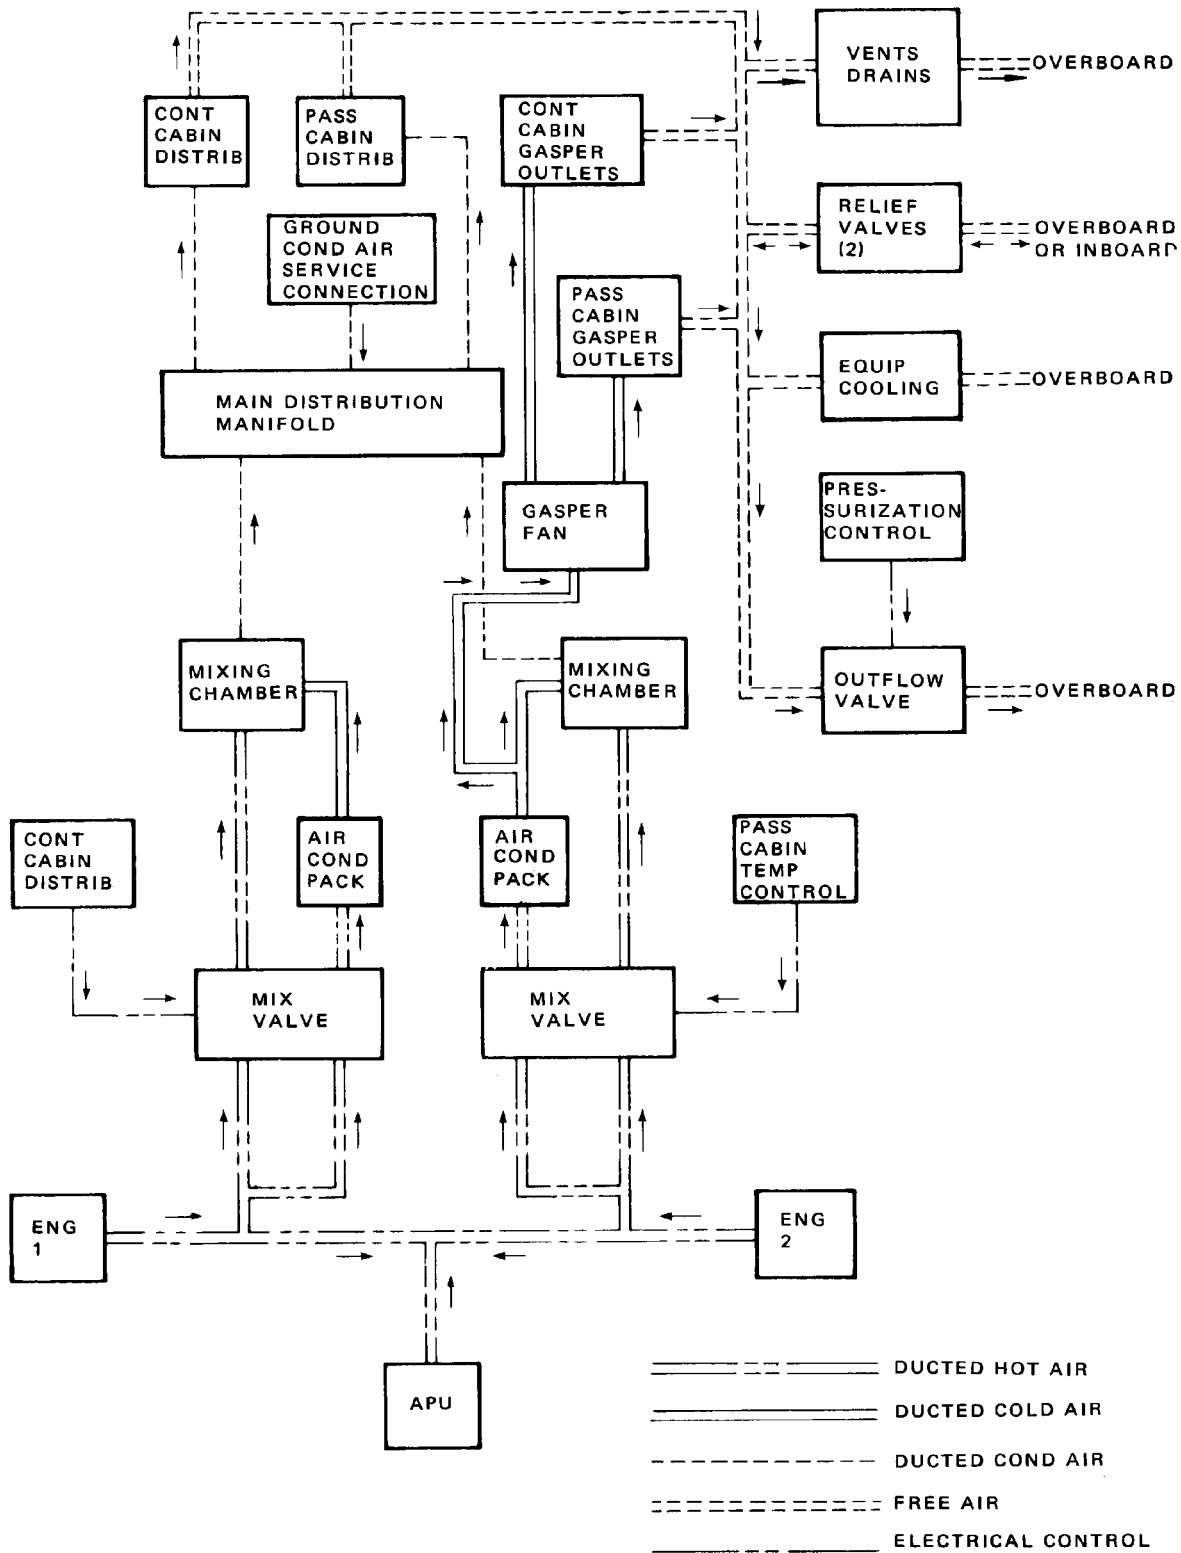 VENTS
DRAINS
OVERBOARD
CONT
CABIN
DISTRIB
PASS
CABIN
DISTRIB
CONT
CABIN
GASPER
OUTLETS
RELIEF
VALVES
(2)
OVERBOARD
OR INBOARD
GROUND
COND AIR
SERVICE
CONNECTION
PASS
CABIN
GASPER
OUTLETS
EQUIP
COOLING
OVERBOARD
MAIN DISTRIBUTION
MANIFOLD
GASPER
FAN
PRES-
SURIZATION
CONTROL
MIXING
CHAMBER
MIXING
CHAMBER
OUTFLOW
VALVE
OVERBOARD
CONT
CABIN
DISTRIB
AIR
COND
PACK
AIR
COND
PACK
PASS
CABIN
TEMP
CONTROL
MIX
VALVE
MIX
VALVE
ENG
1
ENG
2
APU
DUCTED HOT AIR
DUCTED COLD AIR
DUCTED COND AIR
FREE AIR
ELECTRICAL CONTROL